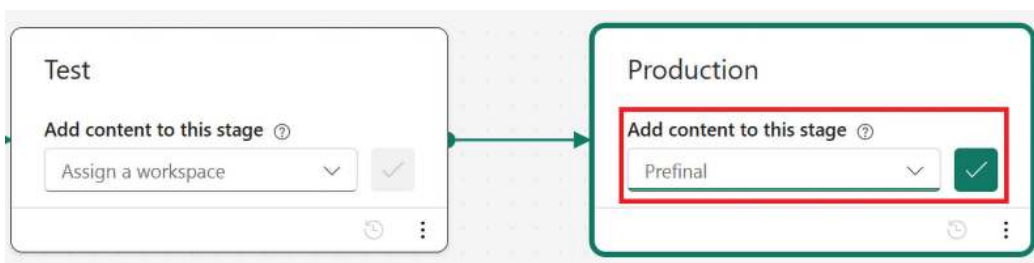 Test
Add content to this stage
Assign a workspace
Production
Add content to this stage
Prefinal